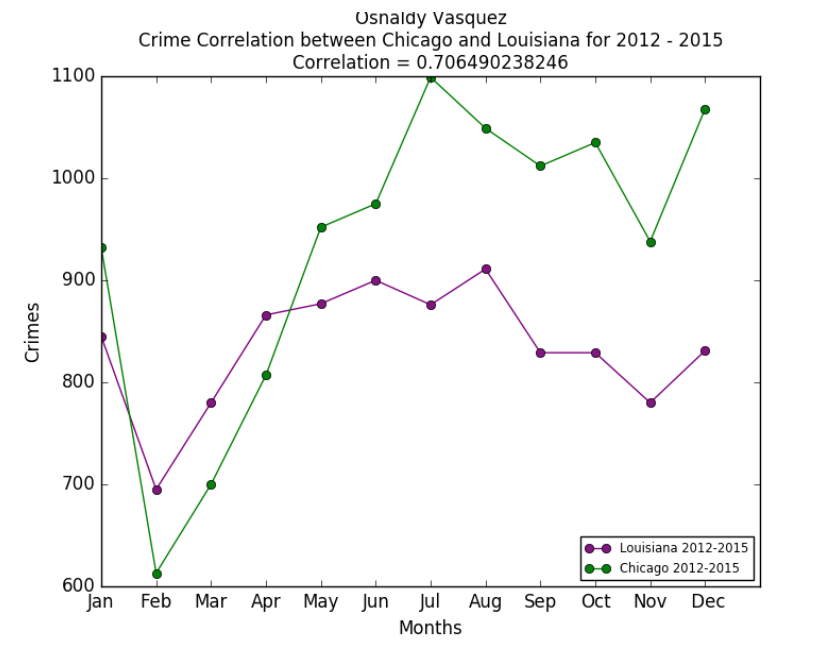 Osnaldy Vasquez
Crime Correlation between Chicago and Louisiana for 2012 - 2015
Correlation = 0.706490238246
1100
1000
900
800
700
600
Crimes
Jan Feb Mar Apr May Jun Jul Aug Sep Oct Nov Dec
Months
Louisiana 2012-2015
Chicago 2012-2015